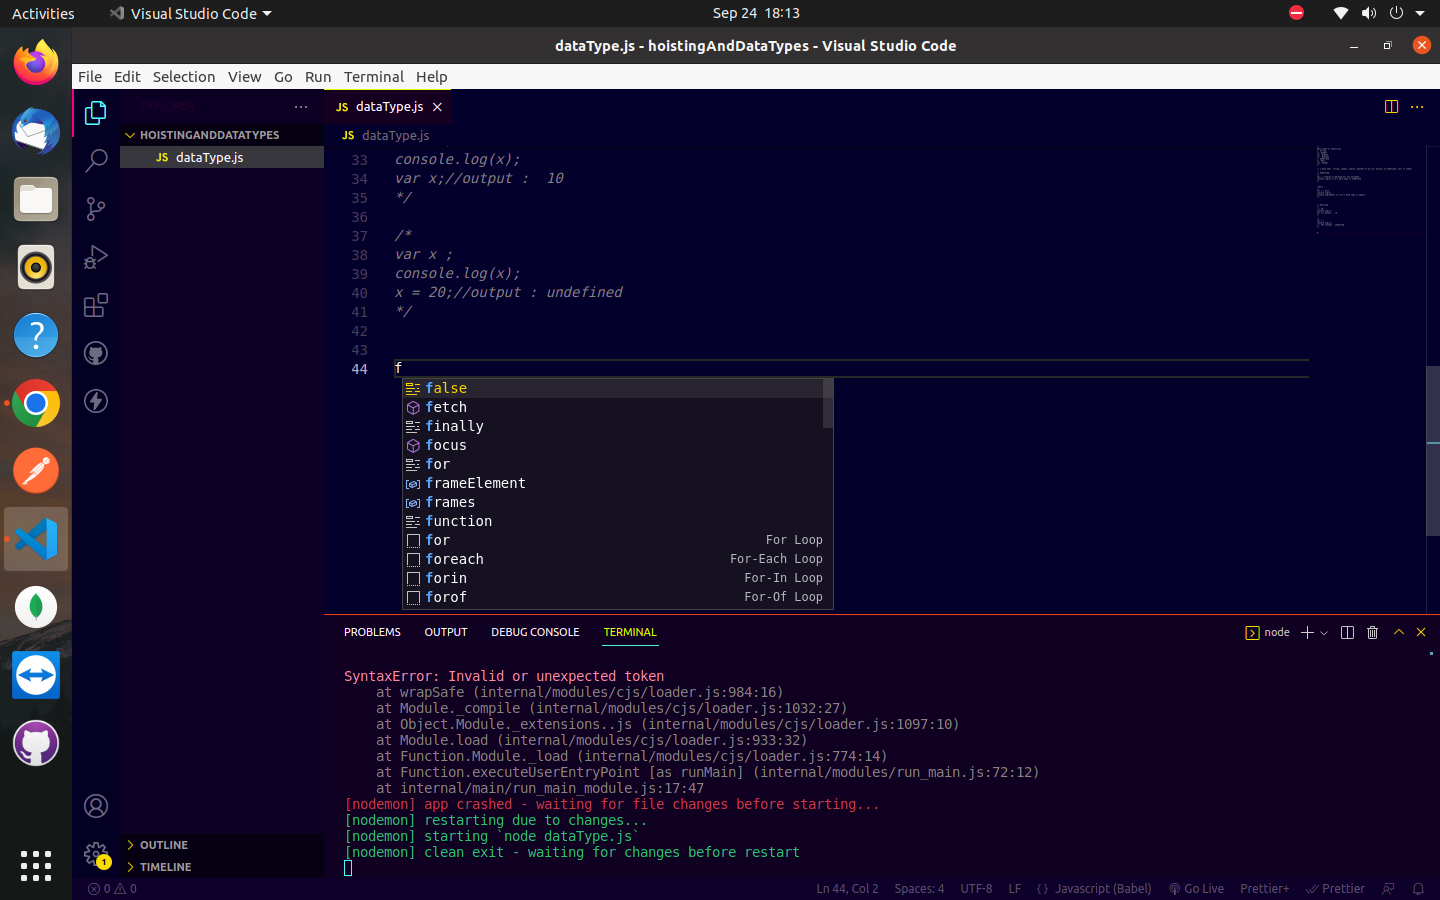 Activities
Visual Studio Code
Sep 24 18:13
dataType.js - hoistingAndDataTypes - Visual Studio Code
File Edit Selection View Go Run Terminal Help
EXPLORER
HOISTINGANDDATATYPES
JS dataType.js
JS dataType.js
JS dataType.js
33 console.log(x);
34 var x;//output :  10
35 */
36
37 /*
38 var x ;
39 console.log(x);
40 x = 20;//output : undefined
41 */
42
43
44 f
false
fetch
finally
focus
for
frameElement
frames
function
for For Loop
foreach For-Each Loop
forin For-In Loop
forof For-Of Loop
PROBLEMS OUTPUT DEBUG CONSOLE TERMINAL
node
SyntaxError: Invalid or unexpected token
    at wrapSafe (internal/modules/cjs/loader.js:984:16)
    at Module._compile (internal/modules/cjs/loader.js:1032:27)
    at Object.Module._extensions..js (internal/modules/cjs/loader.js:1097:10)
    at Module.load (internal/modules/cjs/loader.js:933:32)
    at Function.Module._load (internal/modules/cjs/loader.js:774:14)
    at Function.executeUserEntryPoint [as runMain] (internal/modules/run_main.js:72:12)
    at internal/main/run_main_module.js:17:47
[nodemon] app crashed - waiting for file changes before starting...
[nodemon] restarting due to changes...
[nodemon] starting `node dataType.js`
[nodemon] clean exit - waiting for changes before restart
OUTLINE
TIMELINE
1
0 0
Ln 44, Col 2 Spaces: 4 UTF-8 LF {} Javascript (Babel) Go Live Prettier+ Prettier